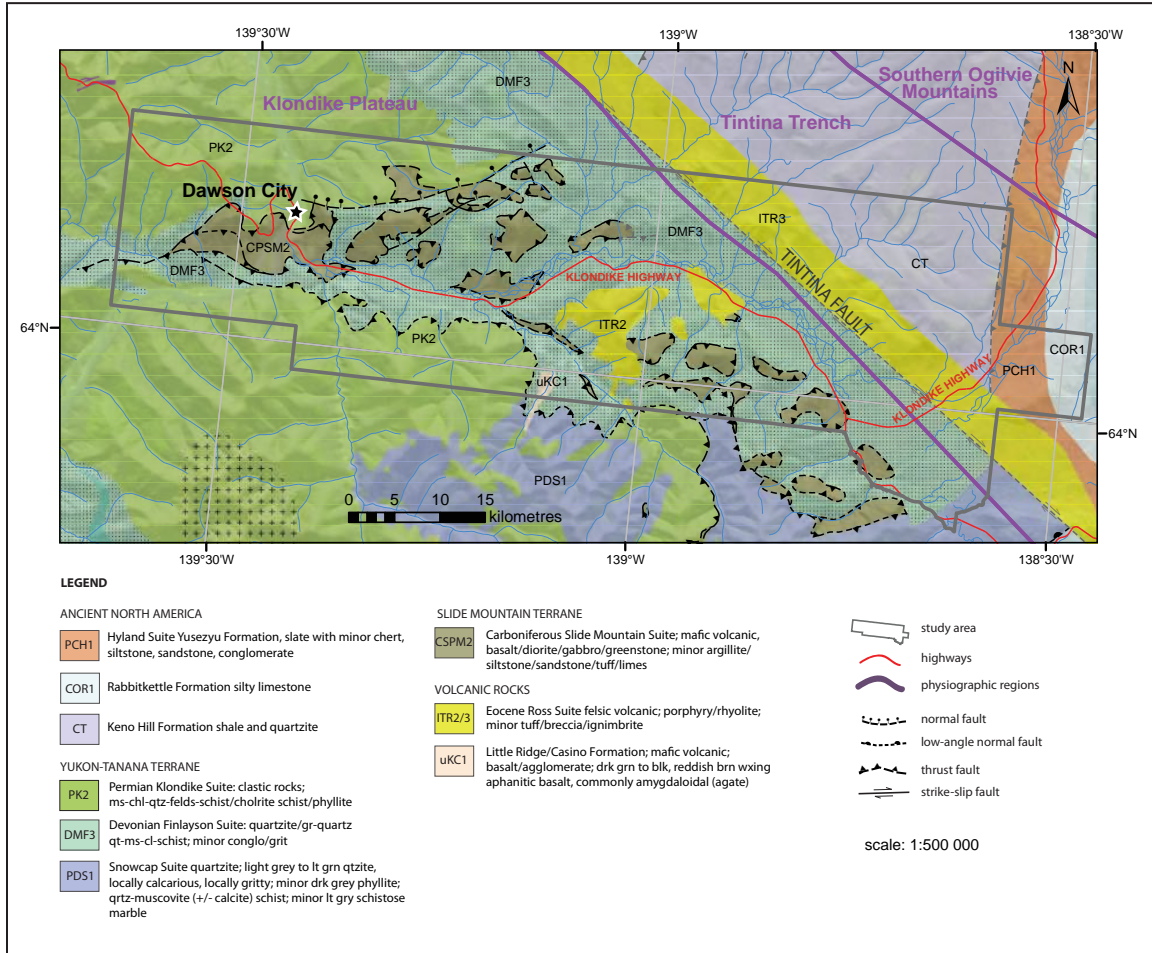 139°30'W
139°W
138°30'W
N
DMF3
Southern Ogilvie
Mountains
Klondike Plateau
Tintina Trench
PK2
Dawson City
ITR3
DMF3
CPSM2
CT
DMF3
KLONDIKE HIGHWAY
TINTINA FAULT
64°N
ITR2
PK2
COR1
PCH1
uKC1
KLONDIKE HIGHWAY
64°N
PDS1
0 5 10 15
kilometres
139°30'W
139°W
138°30'W
LEGEND
ANCIENT NORTH AMERICA
PCH1
Hyland Suite Yusezyu Formation, slate with minor chert,
siltstone, sandstone, conglomerate
COR1
Rabbitkettle Formation silty limestone
CT
Keno Hill Formation shale and quartzite
YUKON-TANANA TERRANE
PK2
Permian Klondike Suite: clastic rocks;
ms-chl-qtz-felds-schist/cholrite schist/phyllite
DMF3
Devonian Finlayson Suite: quartzite/gr-quartz
qt-ms-cl-schist; minor conglo/grit
PDS1
Snowcap Suite quartzite; light grey to lt grn qtzite,
locally calcarious, locally gritty; minor drk grey phyllite;
qrtz-muscovite (+/- calcite) schist; minor lt gry schistose
marble
SLIDE MOUNTAIN TERRANE
CSPM2
Carboniferous Slide Mountain Suite; mafic volcanic,
basalt/diorite/gabbro/greenstone; minor argillite/
siltstone/sandstone/tuff/limes
VOLCANIC ROCKS
ITR2/3
Eocene Ross Suite felsic volcanic; porphyry/rhyolite;
minor tuff/breccia/ignimbrite
uKC1
Little Ridge/Casino Formation; mafic volcanic;
basalt/agglomerate; drk grn to blk, reddish brn wxing
aphanitic basalt, commonly amygdaloidal (agate)
study area
highways
physiographic regions
normal fault
low-angle normal fault
thrust fault
strike-slip fault
scale: 1:500 000